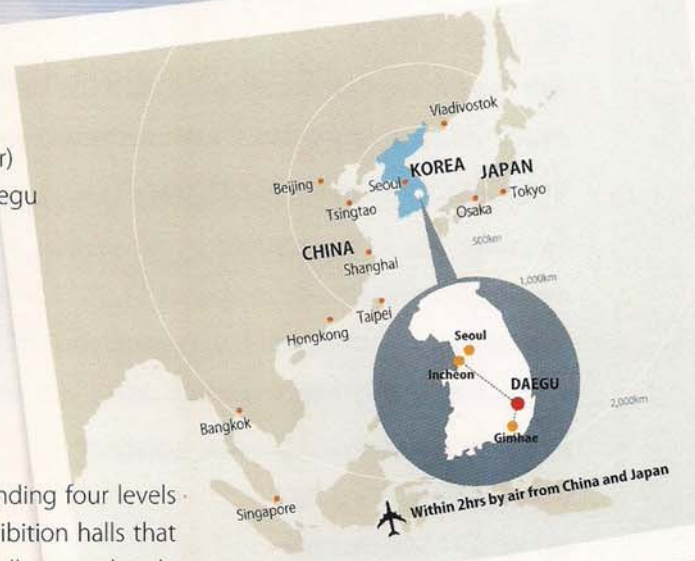 r)
egu
Vladivostok
KOREA
JAPAN
Beijing
Seoul
Tokyo
Tsingtao
Osaka
CHINA
500km
Shanghai
1,000km
Taipei
Hongkong
Seoul
Incheon
DAEGU
2,000km
Gimhae
Bangkok
Within 2hrs by air from China and Japan
Singapore
nding four levels
ibition halls that